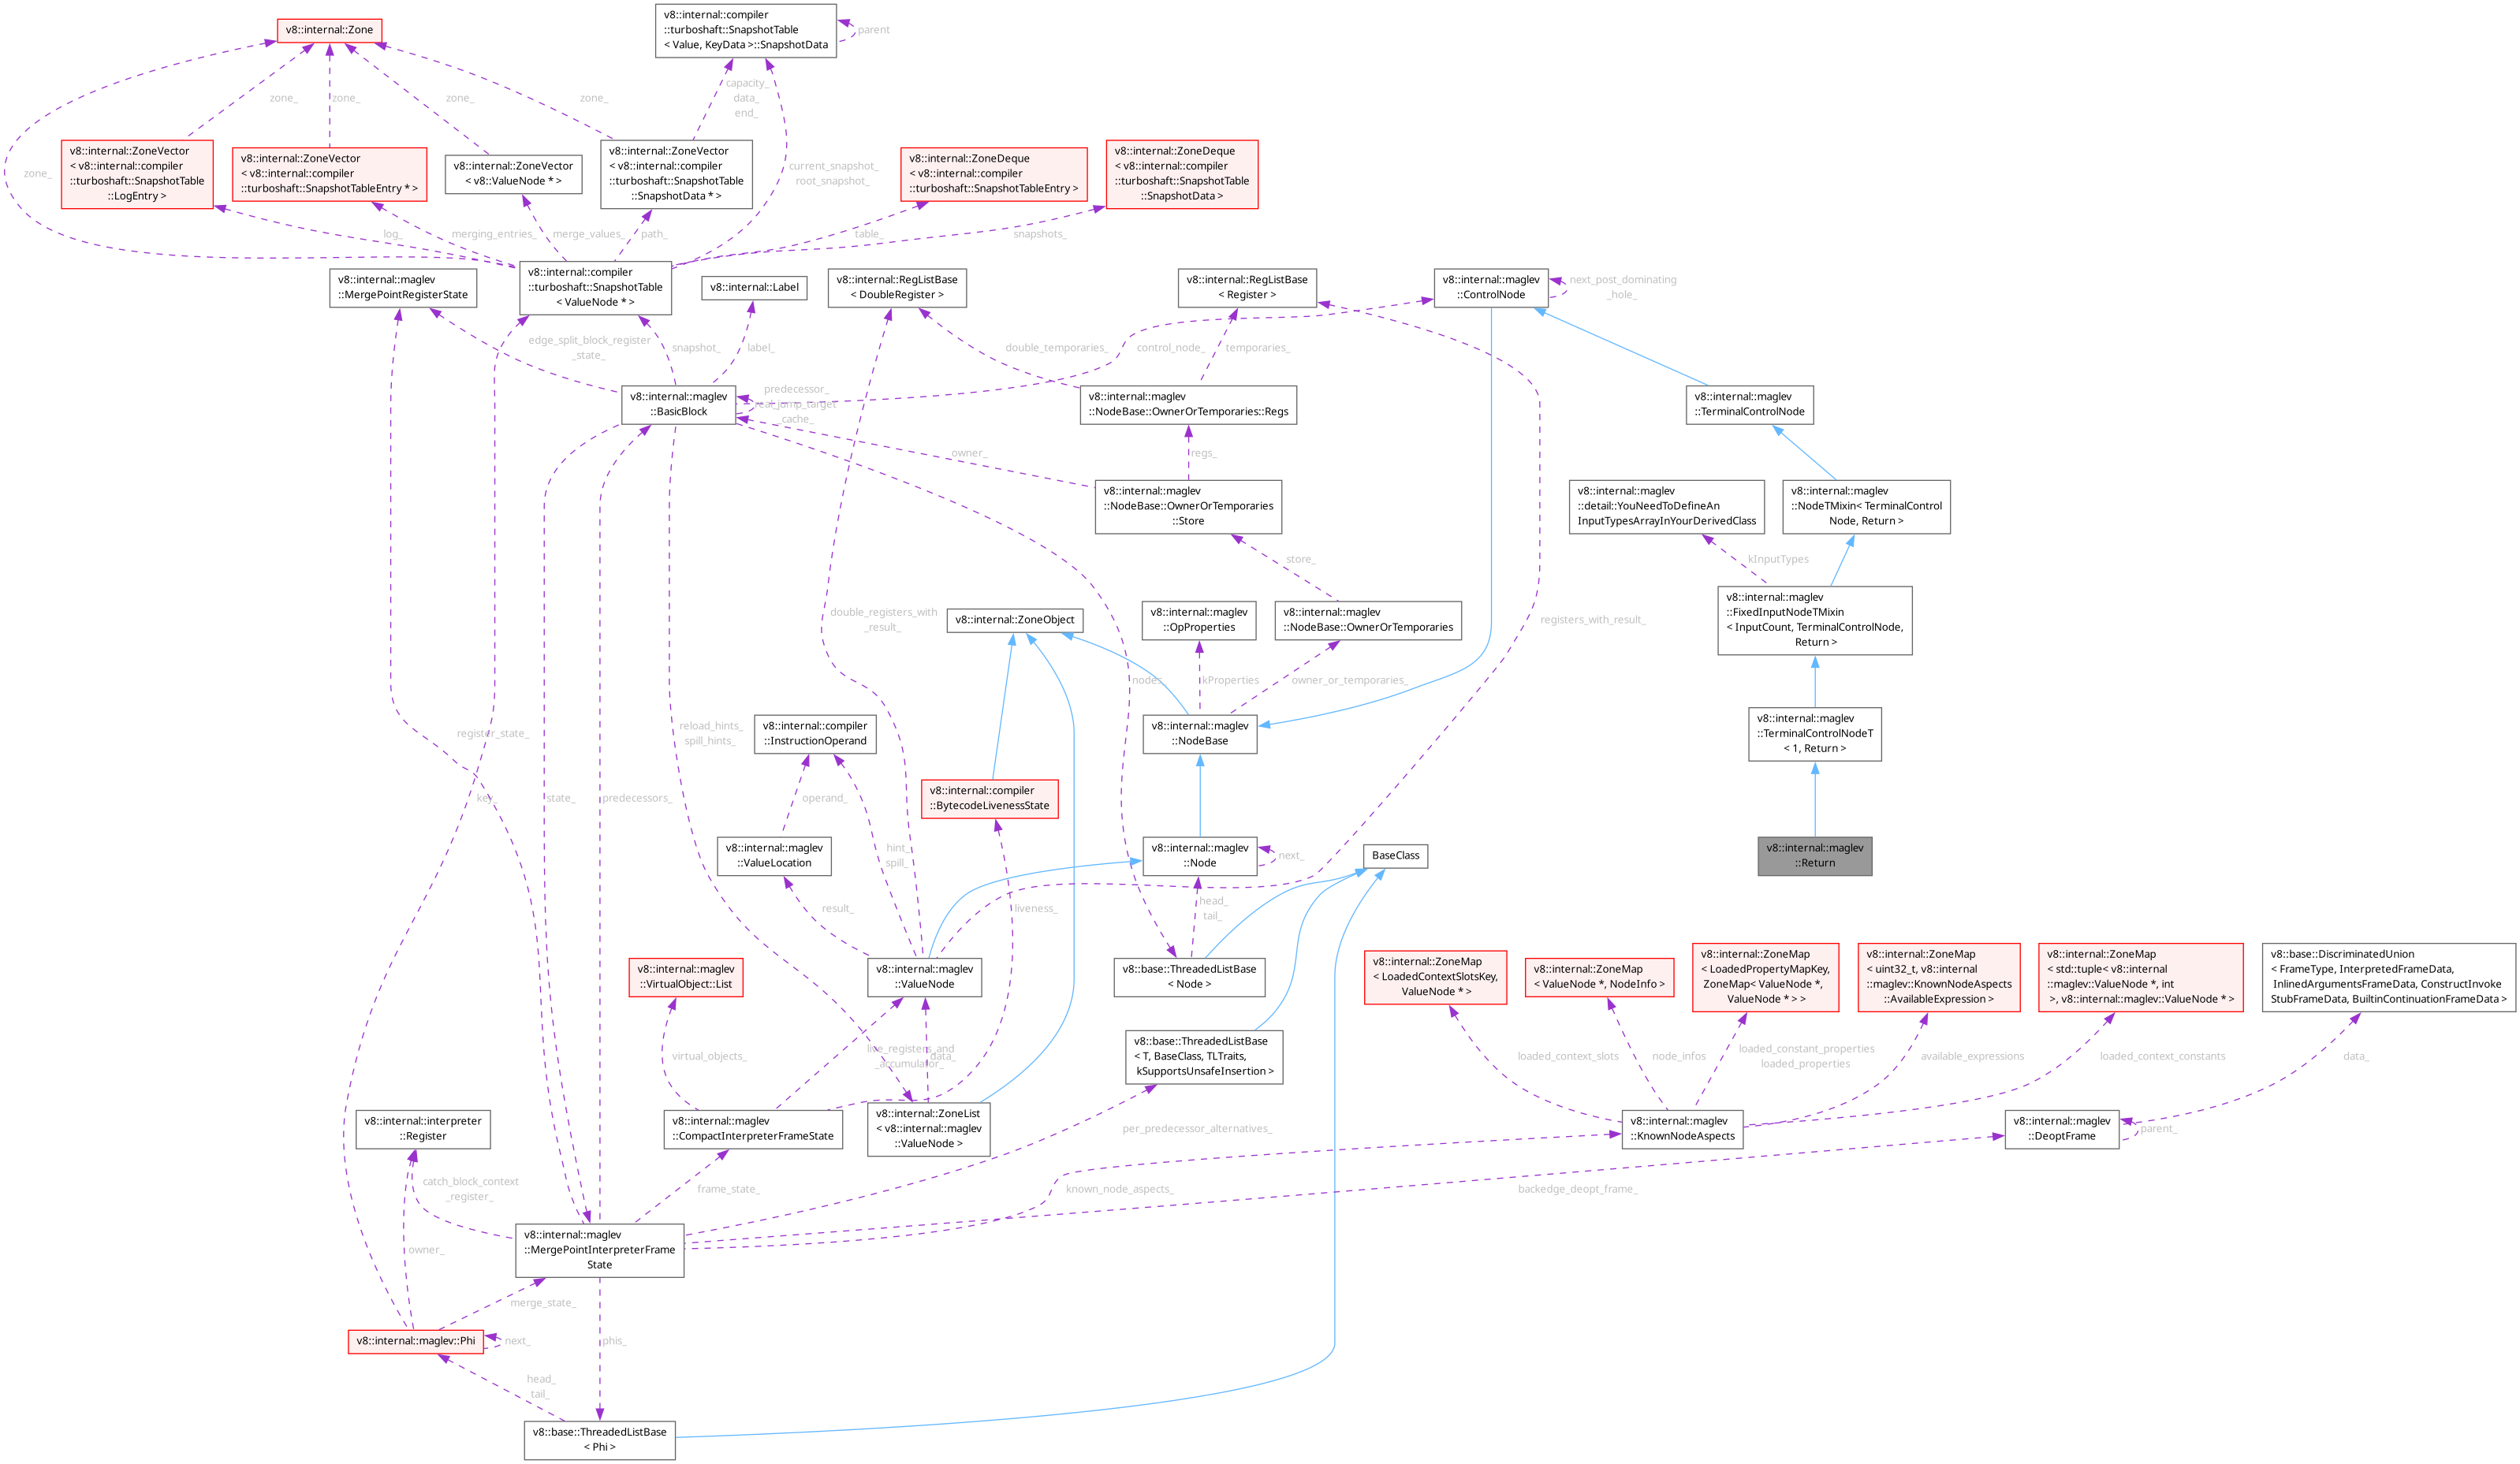 v8::internal::Zone
v8::internal::compiler
::turboshaft::SnapshotTable
< Value, KeyData >::SnapshotData
parent
zone_
zone_
zone_
zone_
zone_
capacity_
data_
end_
v8::internal::ZoneVector
< v8::internal::compiler
::turboshaft::SnapshotTable
::LogEntry >
v8::internal::ZoneVector
< v8::internal::compiler
::turboshaft::SnapshotTableEntry * >
v8::internal::ZoneVector
< v8::ValueNode * >
v8::internal::ZoneVector
< v8::internal::compiler
::turboshaft::SnapshotTable
::SnapshotData * >
current_snapshot_
root_snapshot_
v8::internal::ZoneDeque
< v8::internal::compiler
::turboshaft::SnapshotTableEntry >
v8::internal::ZoneDeque
< v8::internal::compiler
::turboshaft::SnapshotTable
::SnapshotData >
log_
merging_entries_
merge_values_
path_
table_
snapshots_
v8::internal::maglev
::MergePointRegisterState
v8::internal::compiler
::turboshaft::SnapshotTable
< ValueNode * >
v8::internal::Label
v8::internal::RegListBase
< DoubleRegister >
v8::internal::RegListBase
< Register >
v8::internal::maglev
::ControlNode
next_post_dominating
_hole_
edge_split_block_register
_state_
snapshot_
label_
double_temporaries_
control_node_
temporaries_
v8::internal::maglev
::BasicBlock
predecessor_
real_jump_target
_cache_
v8::internal::maglev
::NodeBase::OwnerOrTemporaries::Regs
v8::internal::maglev
::TerminalControlNode
owner_
regs_
v8::internal::maglev
::NodeBase::OwnerOrTemporaries
::Store
v8::internal::maglev
::detail::YouNeedToDefineAn
InputTypesArrayInYourDerivedClass
v8::internal::maglev
::NodeTMixin< TerminalControl
Node, Return >
store_
kInputTypes
double_registers_with
_result_
v8::internal::ZoneObject
v8::internal::maglev
::OpProperties
v8::internal::maglev
::NodeBase::OwnerOrTemporaries
registers_with_result_
v8::internal::maglev
::FixedInputNodeTMixin
< InputCount, TerminalControlNode,
Return >
nodes_
kProperties
owner_or_temporaries_
register_state_
reload_hints_
spill_hints_
v8::internal::compiler
::InstructionOperand
v8::internal::maglev
::NodeBase
v8::internal::maglev
::TerminalControlNodeT
< 1, Return >
key_
state_
predecessors_
operand_
v8::internal::compiler
::BytecodeLivenessState
v8::internal::maglev
::ValueLocation
hint_
spill_
v8::internal::maglev
::Node
next_
BaseClass
v8::internal::maglev
::Return
result_
liveness_
head_
tail_
v8::internal::maglev
::VirtualObject::List
v8::internal::maglev
::ValueNode
v8::base::ThreadedListBase
< Node >
v8::internal::ZoneMap
< LoadedContextSlotsKey,
ValueNode * >
v8::internal::ZoneMap
< ValueNode *, NodeInfo >
v8::internal::ZoneMap
< LoadedPropertyMapKey,
ZoneMap< ValueNode *,
ValueNode * > >
v8::internal::ZoneMap
< uint32_t, v8::internal
::maglev::KnownNodeAspects
::AvailableExpression >
v8::internal::ZoneMap
< std::tuple< v8::internal
::maglev::ValueNode *, int
>, v8::internal::maglev::ValueNode * >
v8::base::DiscriminatedUnion
< FrameType, InterpretedFrameData,
InlinedArgumentsFrameData, ConstructInvoke
StubFrameData, BuiltinContinuationFrameData >
virtual_objects_
live_registers_and
_accumulator_
data_
v8::base::ThreadedListBase
< T, BaseClass, TLTraits,
kSupportsUnsafeInsertion >
loaded_context_slots
node_infos
loaded_constant_properties
loaded_properties
available_expressions
loaded_context_constants
data_
v8::internal::interpreter
::Register
v8::internal::maglev
::CompactInterpreterFrameState
v8::internal::ZoneList
< v8::internal::maglev
::ValueNode >
per_predecessor_alternatives_
v8::internal::maglev
::KnownNodeAspects
v8::internal::maglev
::DeoptFrame
parent_
catch_block_context
_register_
frame_state_
known_node_aspects_
backedge_deopt_frame_
owner_
v8::internal::maglev
::MergePointInterpreterFrame
State
merge_state_
v8::internal::maglev::Phi
next_
phis_
head_
tail_
v8::base::ThreadedListBase
< Phi >